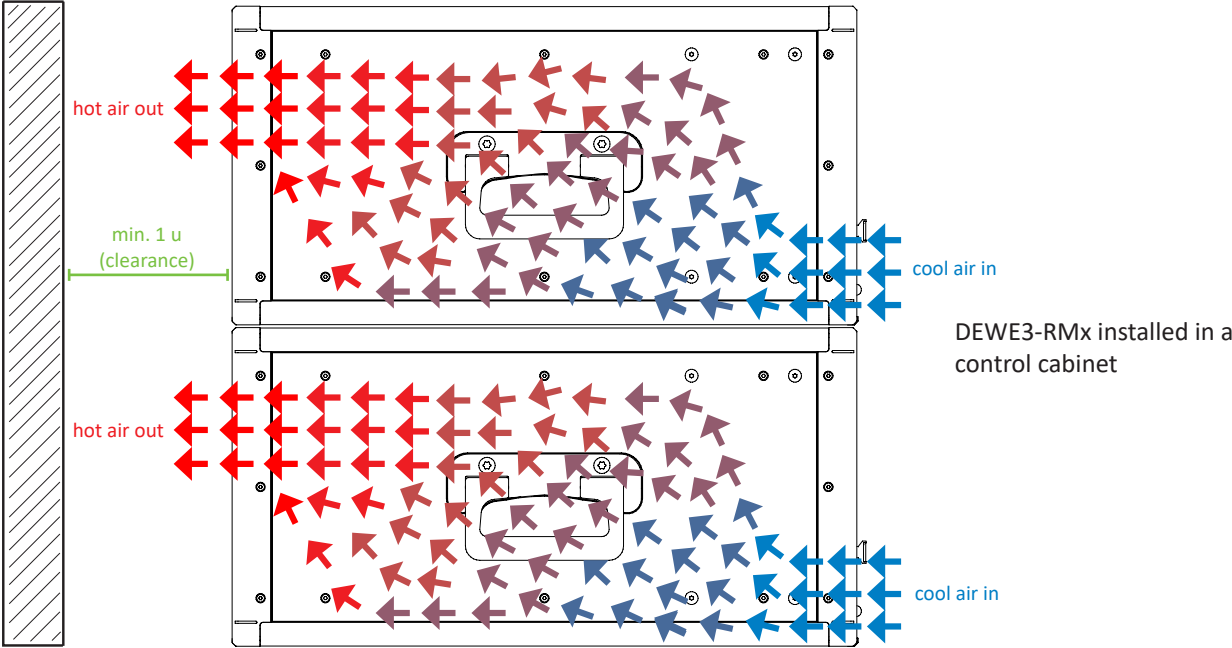 hot air out
min. 1 u
(clearance)
cool air in
DEWE3-RMx installed in a
control cabinet
hot air out
cool air in